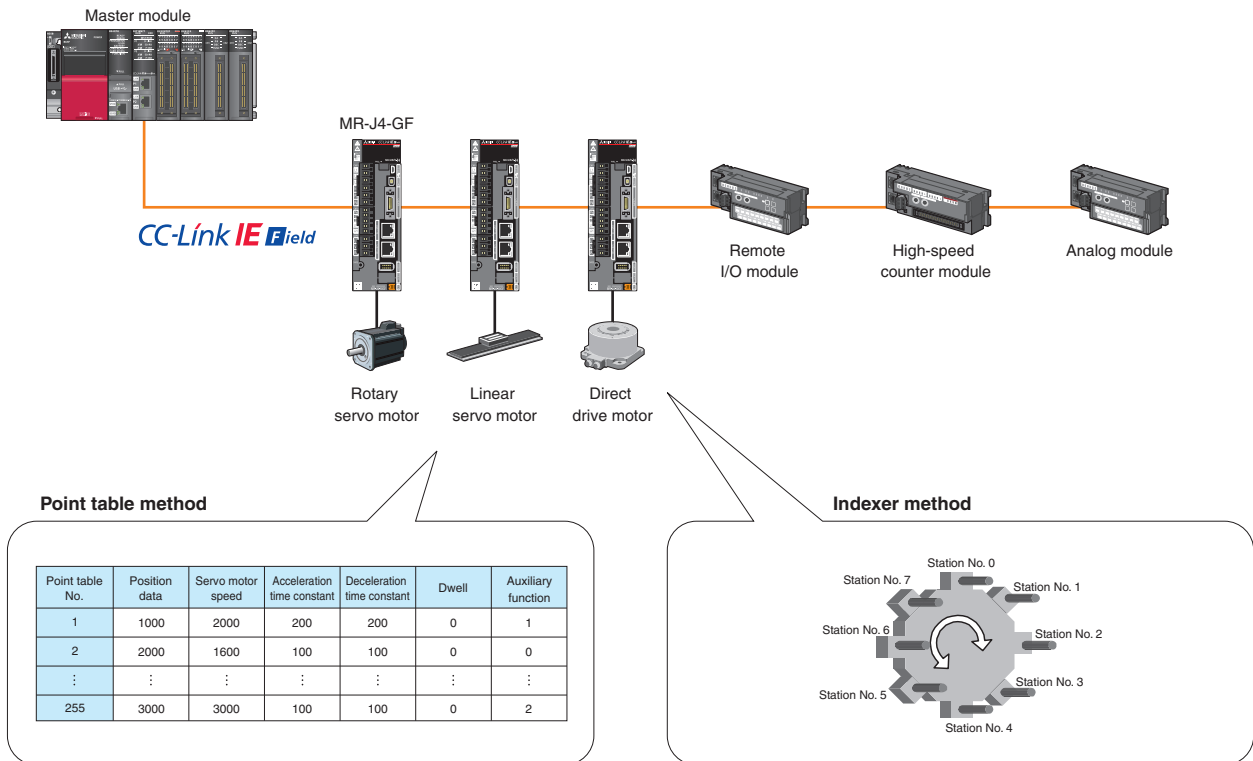 Master module
MR-J4-GF
CC-Link IE Field
Remote
I/O module
High-speed
counter module
Analog module
Rotary
servo motor
Linear
servo motor
Direct
drive motor
Point table method
Point table No. Position data Servo motor speed Acceleration time constant Deceleration time constant Dwell Auxiliary function
1 1000 2000 200 200 0 1
2 2000 1600 100 100 0 0
⋮ ⋮ ⋮ ⋮ ⋮ ⋮ ⋮
255 3000 3000 100 100 0 2
Indexer method
Station No. 0
Station No. 7
Station No. 1
Station No. 6
Station No. 2
Station No. 5
Station No. 3
Station No. 4